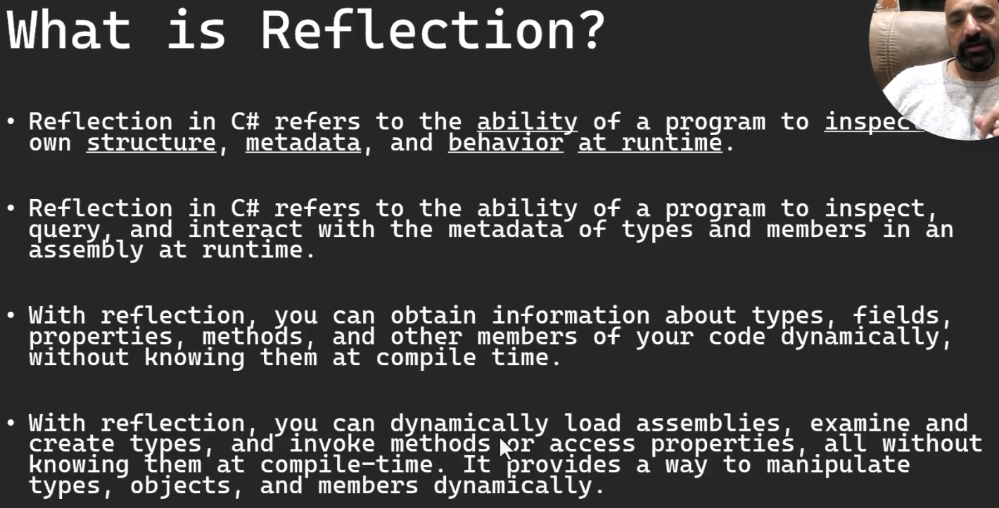 What is Reflection?
• Reflection in C# refers to the ability of a program to
own structure, metadata, and behavior at runtime.
• Reflection in C# refers to the ability of a program to inspect,
query, and interact with the metadata of types and members in an
assembly at runtime.
• With reflection, you can obtain information about types, fields,
properties, methods, and other members of your code dynamically,
without knowing them at compile time.
• With reflection, you can dynamically load assemblies, examine and
create types, and invoke methods or access properties, all without
knowing them at compile-time. It provides a way to manipulate
types, objects, and members dynamically.